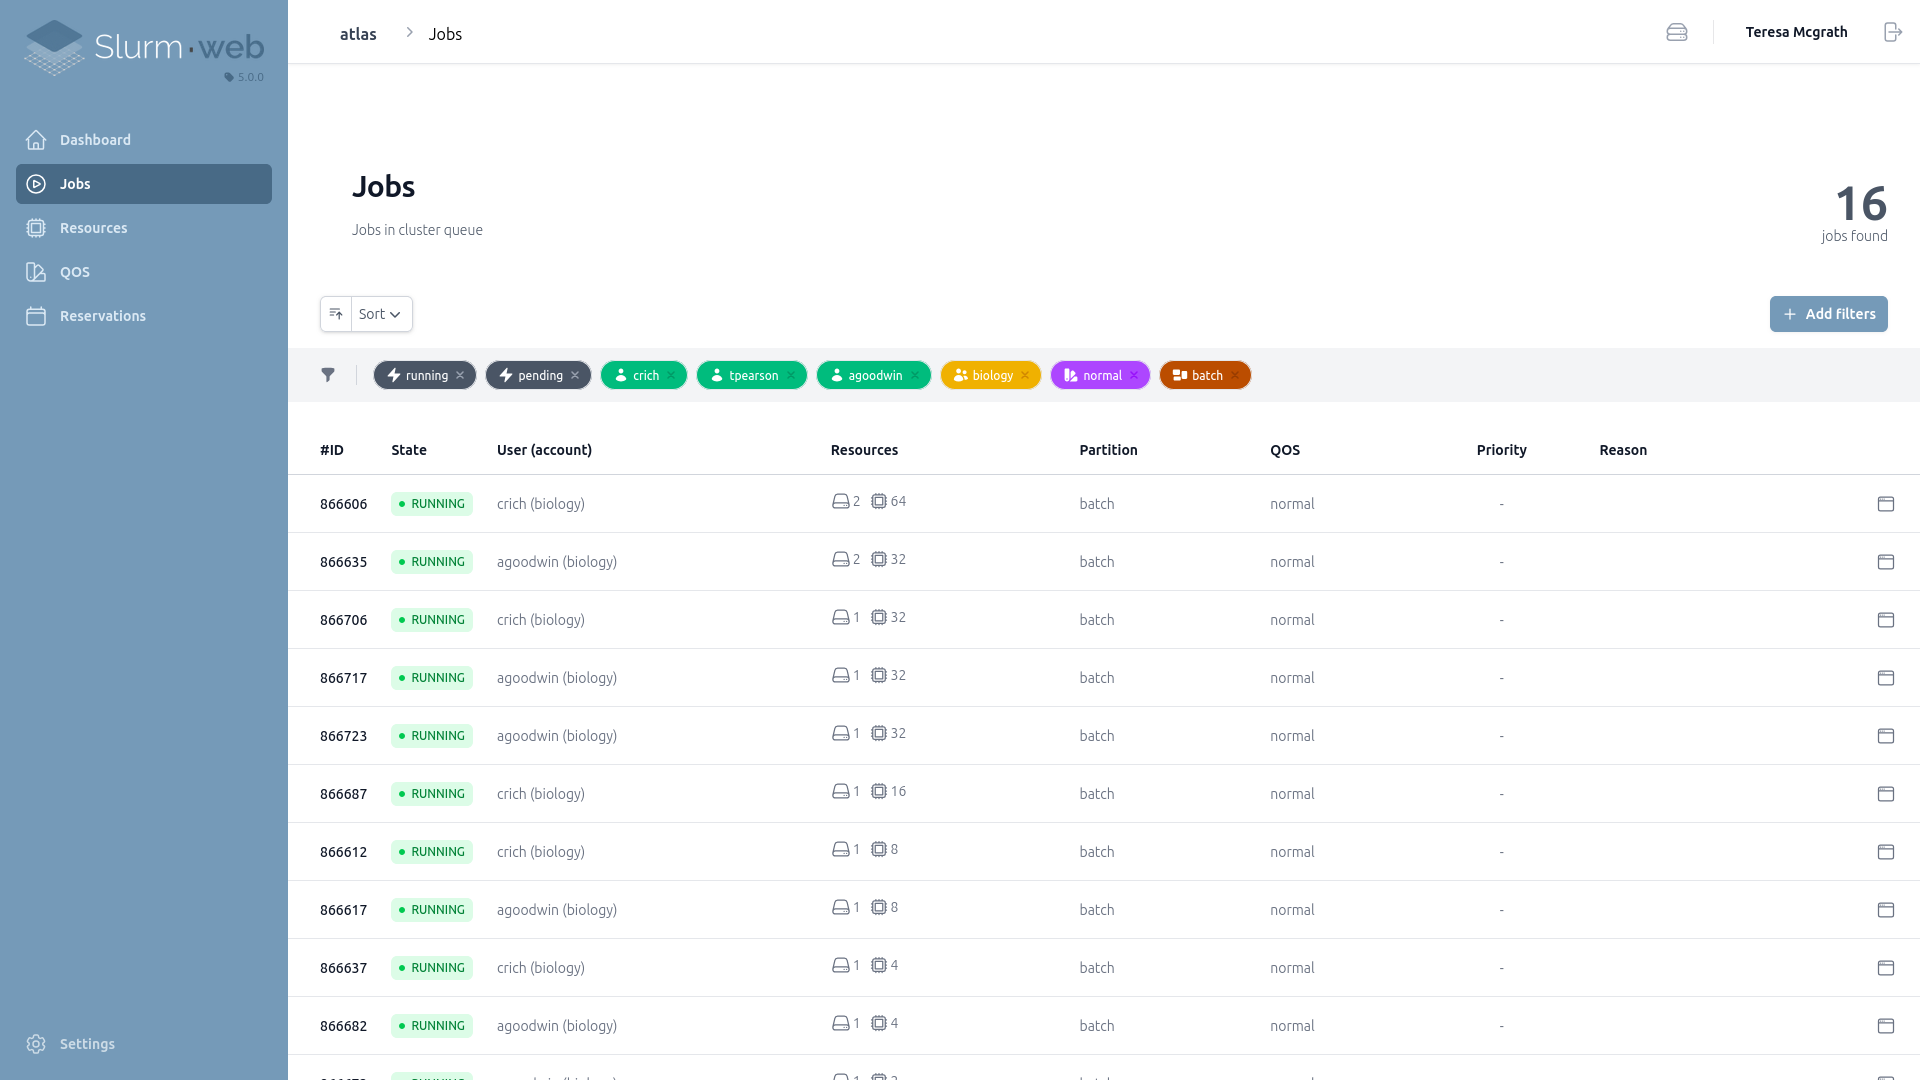 Slurm·web
5.0.0
Dashboard
Jobs
Resources
QOS
Reservations
Settings
atlas > Jobs
Teresa Mcgrath
Jobs
Jobs in cluster queue
16
jobs found
Sort
+ Add filters
running × pending × crich × tpearson × agoodwin × biology × normal × batch ×
#ID State User (account) Resources Partition QOS Priority Reason
866606 RUNNING crich (biology) 2 64 batch normal -
866635 RUNNING agoodwin (biology) 2 32 batch normal -
866706 RUNNING crich (biology) 1 32 batch normal -
866717 RUNNING agoodwin (biology) 1 32 batch normal -
866723 RUNNING agoodwin (biology) 1 32 batch normal -
866687 RUNNING crich (biology) 1 16 batch normal -
866612 RUNNING crich (biology) 1 8 batch normal -
866617 RUNNING agoodwin (biology) 1 8 batch normal -
866637 RUNNING crich (biology) 1 4 batch normal -
866682 RUNNING agoodwin (biology) 1 4 batch normal -